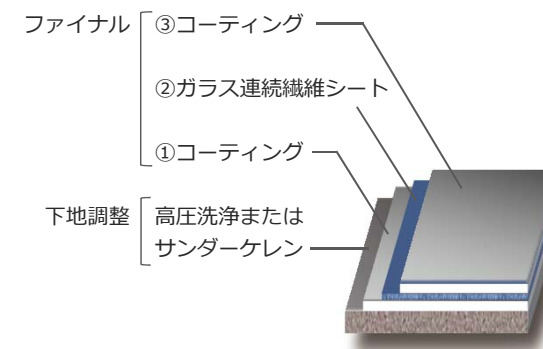 ファイナル
③コーティング
②ガラス連続繊維シート
①コーティング
下地調整
高圧洗浄または
サンダーケレン